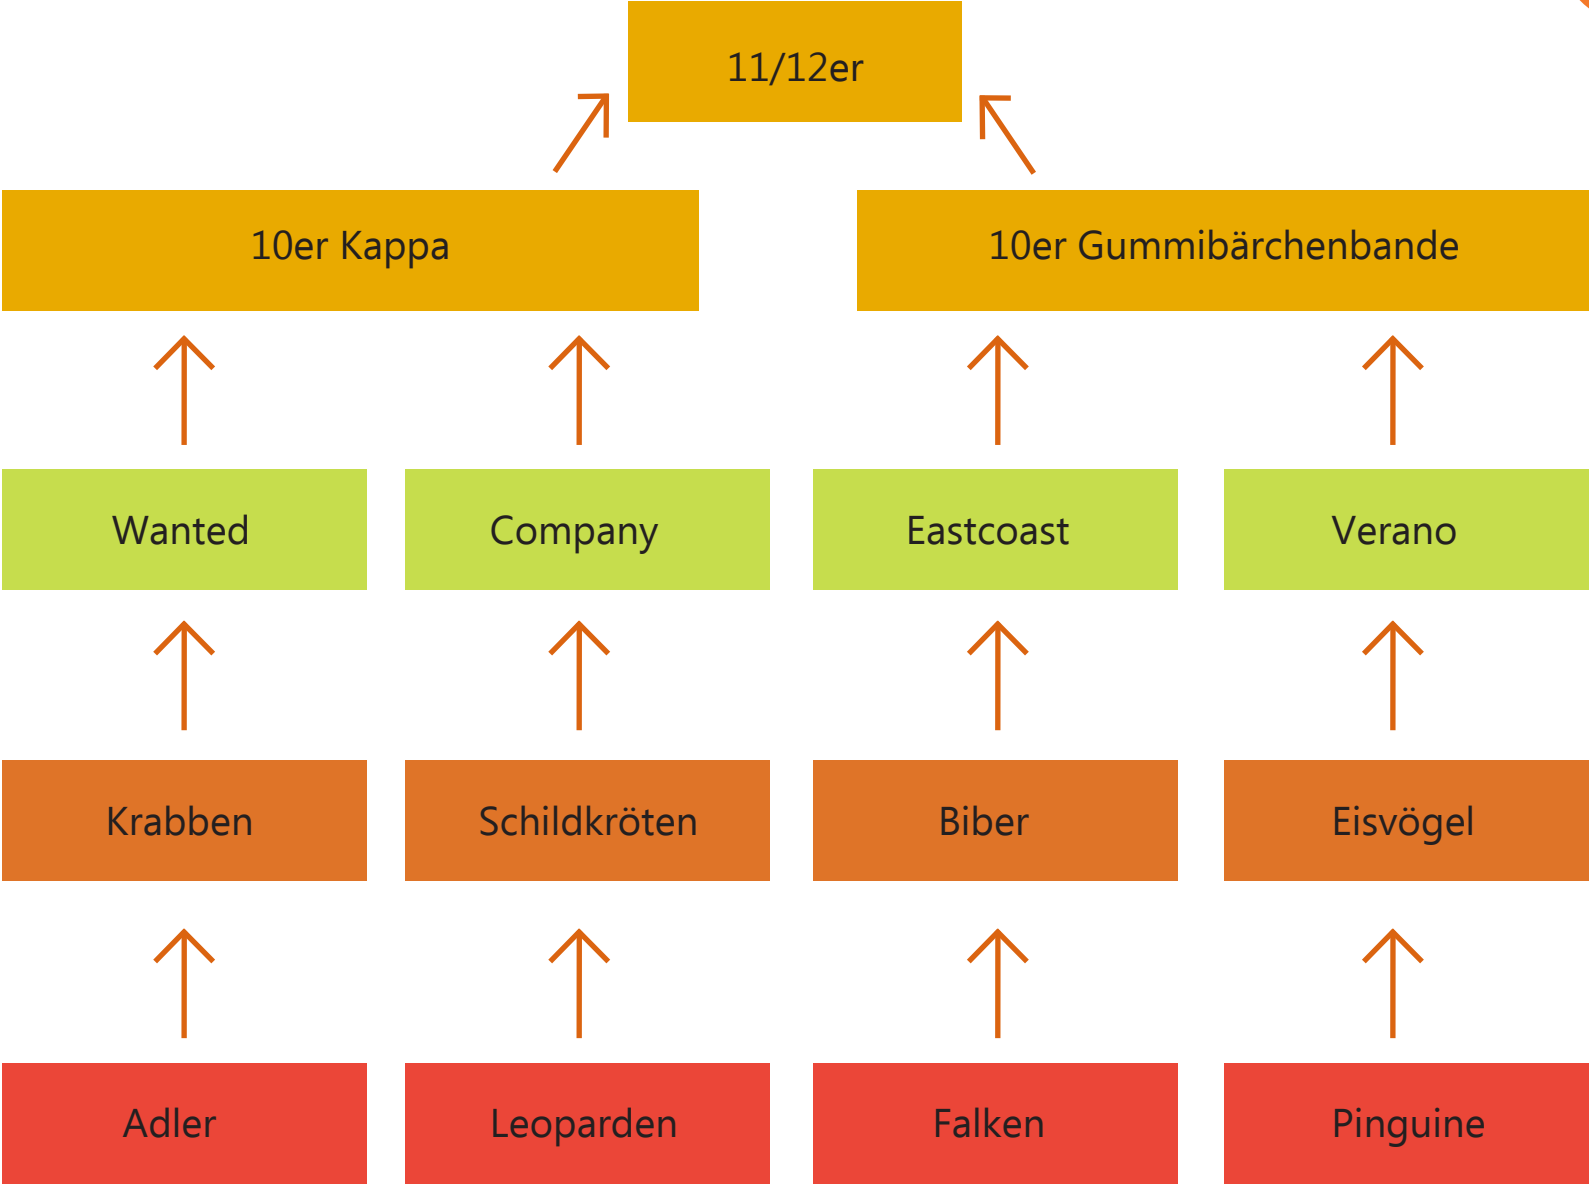 11/12er
10er Kappa
10er Gummibärchenbande
Wanted
Company
Eastcoast
Verano
Krabben
Schildkröten
Biber
Eisvögel
Adler
Leoparden
Falken
Pinguine